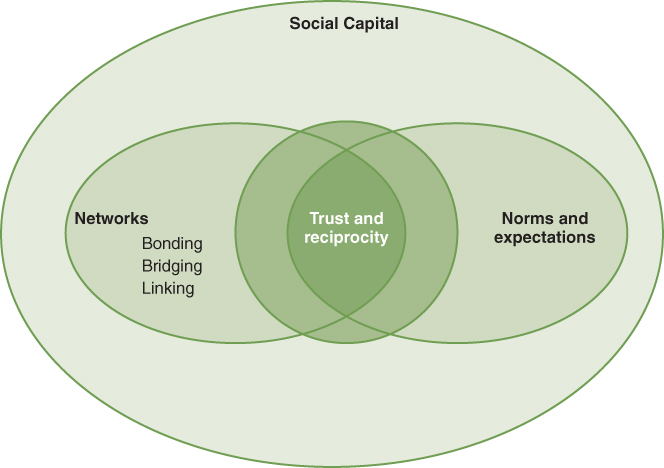 Social Capital
Networks
Bonding
Bridging
Linking
Trust and
reciprocity
Norms and
expectations